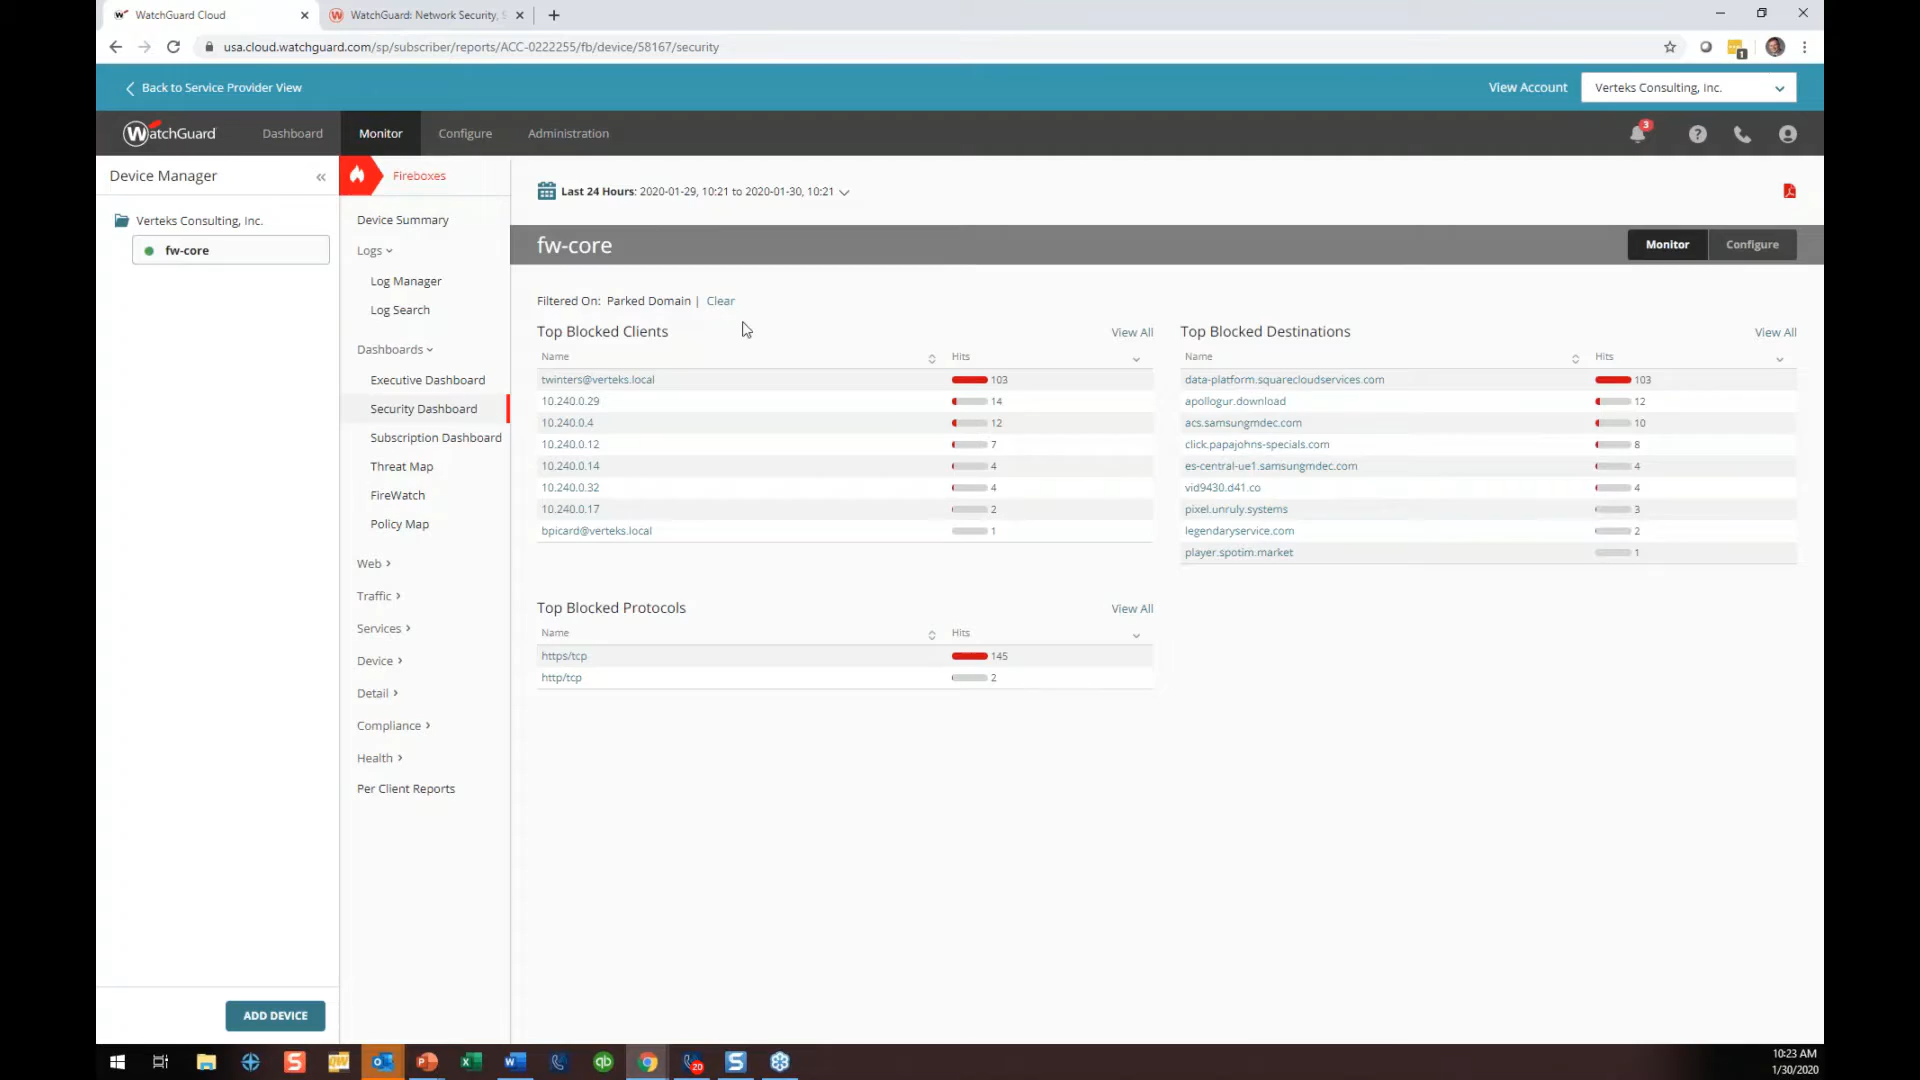 WatchGuard Cloud
WatchGuard: Network Security, S
usa.cloud.watchguard.com/sp/subscriber/reports/ACC-0222255/fb/device/58167/security
1
Back to Service Provider View
View Account
Verteks Consulting, Inc.
WatchGuard
Dashboard
Monitor
Configure
Administration
3
?
Device Manager
«
Fireboxes
Last 24 Hours: 2020-01-29, 10:21 to 2020-01-30, 10:21
Verteks Consulting, Inc.
fw-core
Device Summary
Logs
Log Manager
Log Search
Dashboards
Executive Dashboard
Security Dashboard
Subscription Dashboard
Threat Map
FireWatch
Policy Map
Web
Traffic
Services
Device
Detail
Compliance
Health
Per Client Reports
fw-core
Monitor
Configure
Filtered On: Parked Domain | Clear
Top Blocked Clients
View All
Name Hits
twinters@verteks.local 103
10.240.0.29 14
10.240.0.4 12
10.240.0.12 7
10.240.0.14 4
10.240.0.32 4
10.240.0.17 2
bpicard@verteks.local 1
Top Blocked Destinations
View All
Name Hits
data-platform.squarecloudservices.com 103
apollogur.download 12
acs.samsungmdec.com 10
click.papajohns-specials.com 8
es-central-ue1.samsungmdec.com 4
vid9430.d41.co 4
pixel.unruly.systems 3
legendaryservice.com 2
player.spotim.market 1
Top Blocked Protocols
View All
Name Hits
https/tcp 145
http/tcp 2
ADD DEVICE
20
10:23 AM
1/30/2020